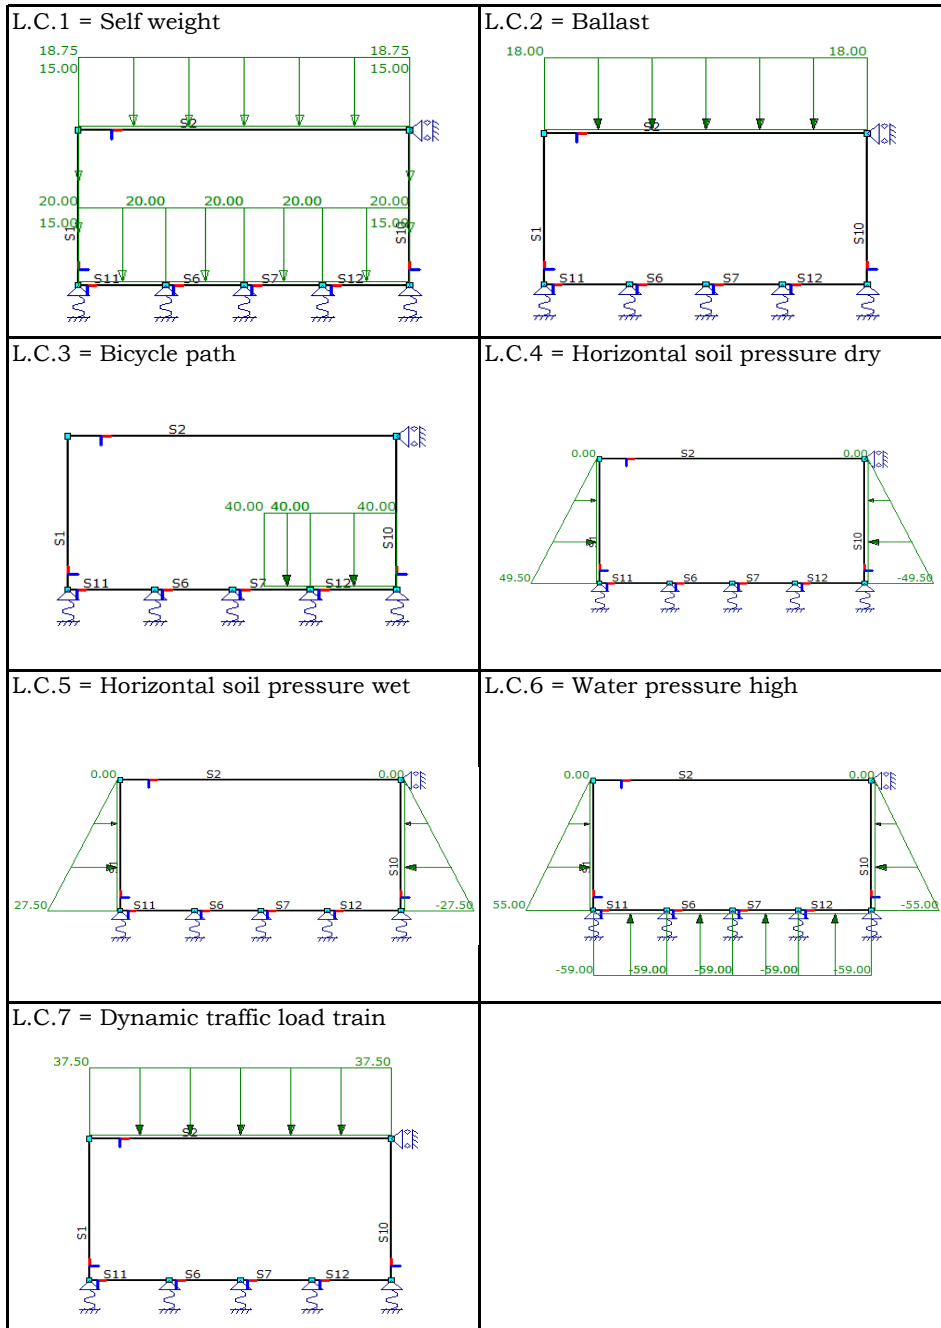 L.C.1 = Self weight
18.75 18.75
15.00 15.00
S2
20.00 20.00 20.00 20.00 20.00
15.00 15.00
S1 S10
S11 S6 S7 S12
L.C.2 = Ballast
18.00 18.00
S2
S1 S10
S11 S6 S7 S12
L.C.3 = Bicycle path
S2
40.00 40.00 40.00
S1 S10
S11 S6 S7 S12
L.C.4 = Horizontal soil pressure dry
0.00 S2 0.00
S1 S10
49.50 S11 S6 S7 S12 -49.50
L.C.5 = Horizontal soil pressure wet
0.00 S2 0.00
S1 S10
27.50 S11 S6 S7 S12 -27.50
L.C.6 = Water pressure high
0.00 S2 0.00
S1 S10
55.00 S11 S6 S7 S12 -55.00
-59.00 -59.00 -59.00 -59.00 -59.00
L.C.7 = Dynamic traffic load train
37.50 37.50
S2
S1 S10
S11 S6 S7 S12